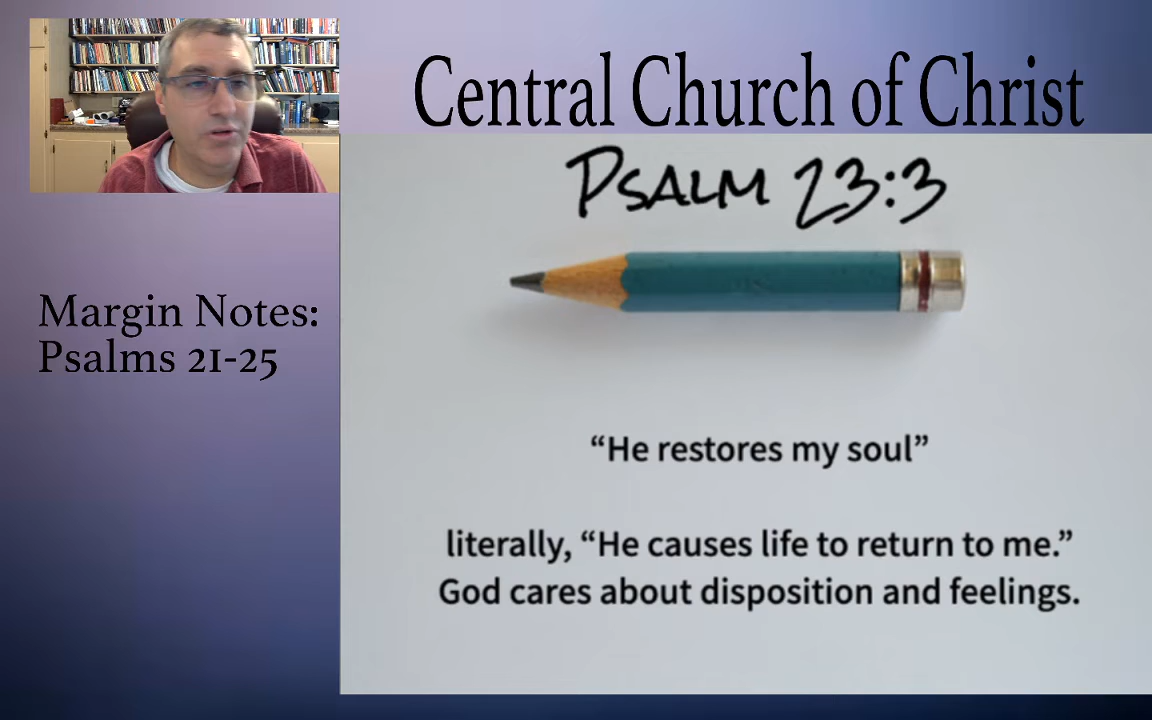 Central Church of Christ
PSALM 23:3
Margin Notes:
Psalms 21-25
“He restores my soul”
literally, “He causes life to return to me.”
God cares about disposition and feelings.